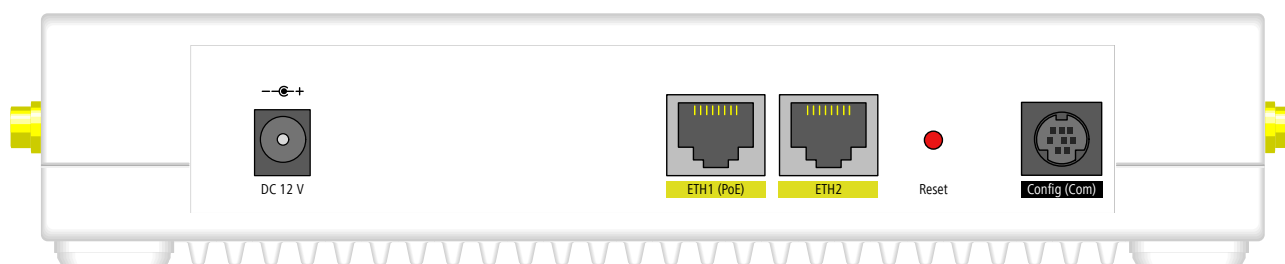 DC 12 V
ETH1 (PoE)
ETH2
Reset
Config (Com)